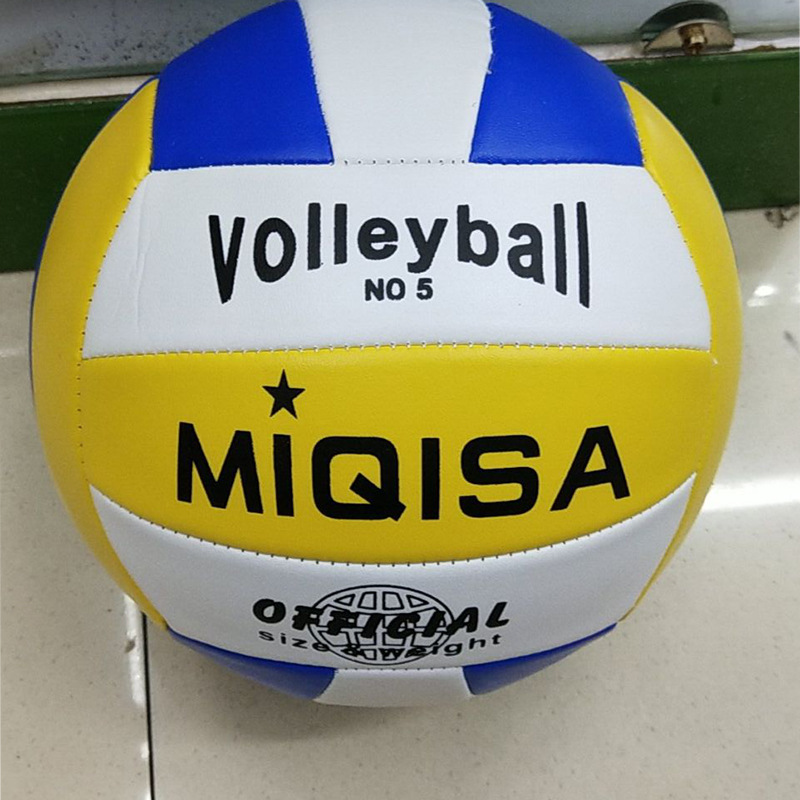 Volleyball
NO 5
MIQISA
OFFICIAL
size & weight